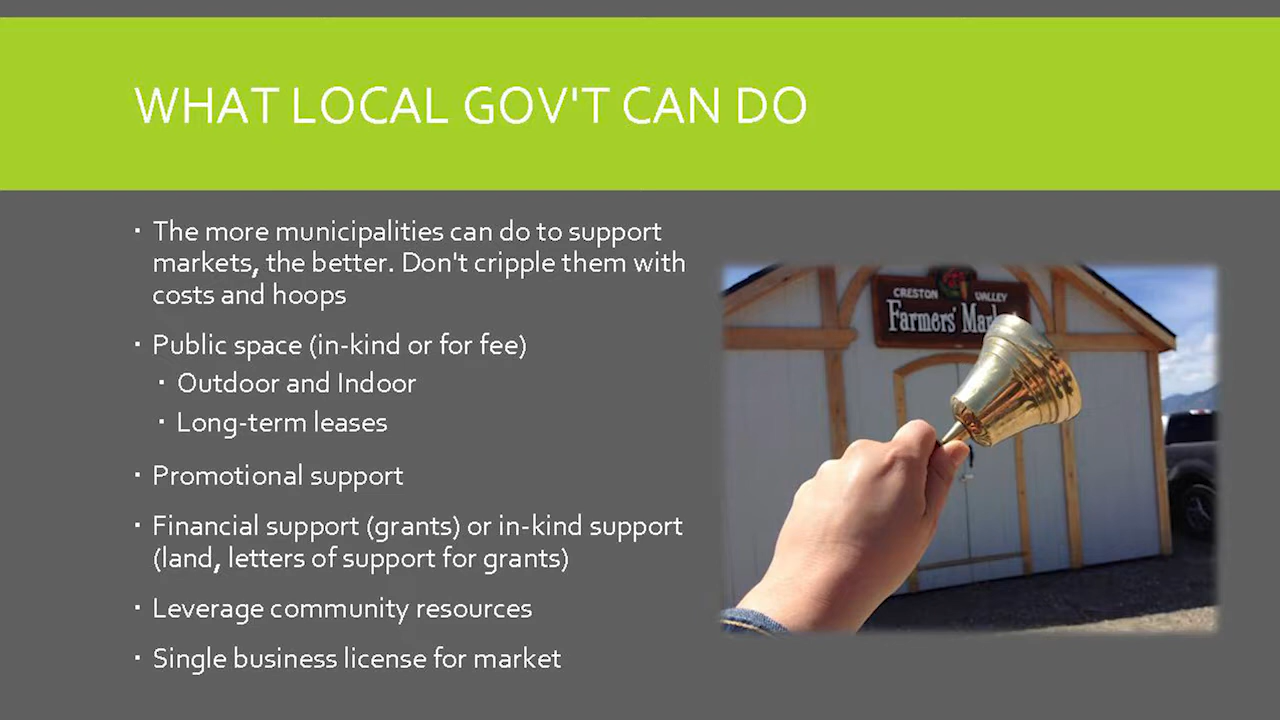 WHAT LOCAL GOV'T CAN DO
▪ The more municipalities can do to support
markets, the better. Don't cripple them with
costs and hoops
▪ Public space (in-kind or for fee)
▪ Outdoor and Indoor
▪ Long-term leases
▪ Promotional support
▪ Financial support (grants) or in-kind support
(land, letters of support for grants)
▪ Leverage community resources
▪ Single business license for market
CRESTON VALLEY
Farmers'